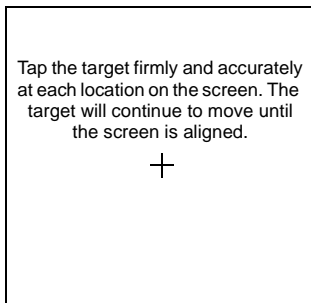 Tap the target firmly and accurately
at each location on the screen. The
target will continue to move until
the screen is aligned.